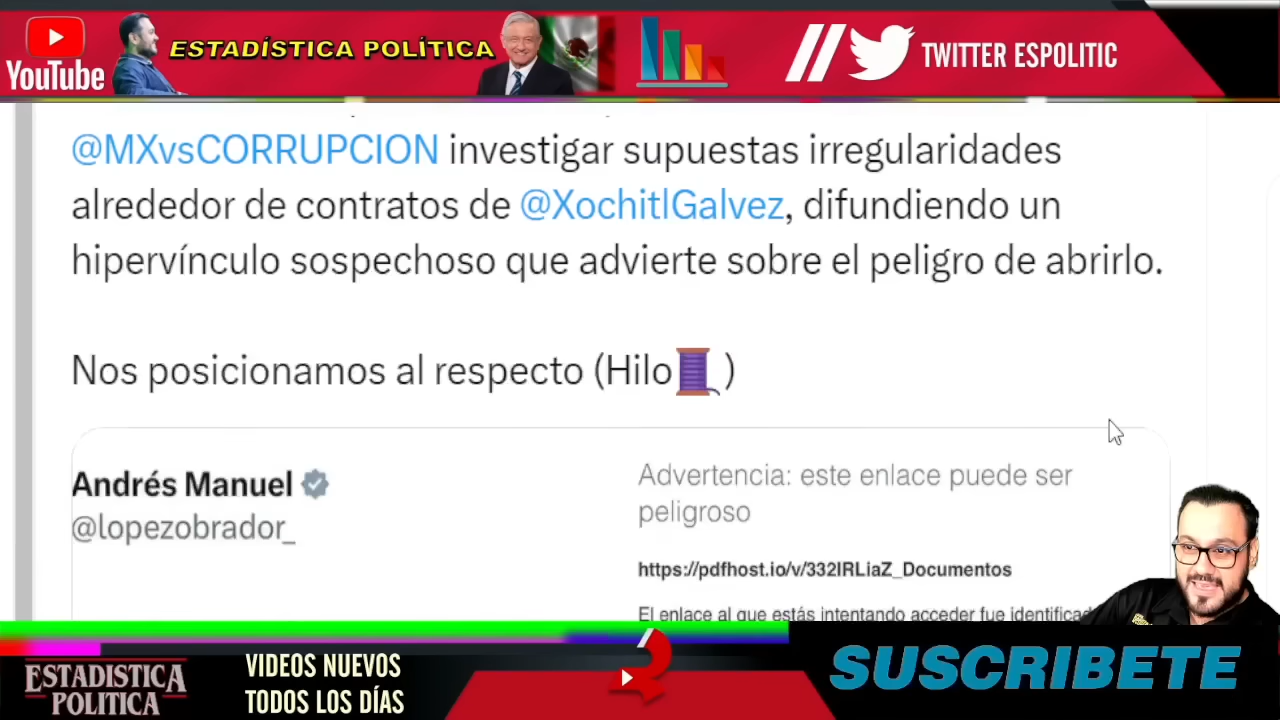 YouTube
ESTADÍSTICA POLÍTICA
TWITTER ESPOLITIC
@MXvsCORRUPCION investigar supuestas irregularidades
alrededor de contratos de @XochitlGalvez, difundiendo un
hipervínculo sospechoso que advierte sobre el peligro de abrirlo.
Nos posicionamos al respecto (Hilo🧵)
Andrés Manuel
@lopezobrador_
Advertencia: este enlace puede ser
peligroso
https://pdfhost.io/v/332IRLiaZ_Documentos
El enlace al que estás intentando acceder fue identificad
ESTADISTICA
POLÍTICA
VIDEOS NUEVOS
TODOS LOS DÍAS
SUSCRIBETE